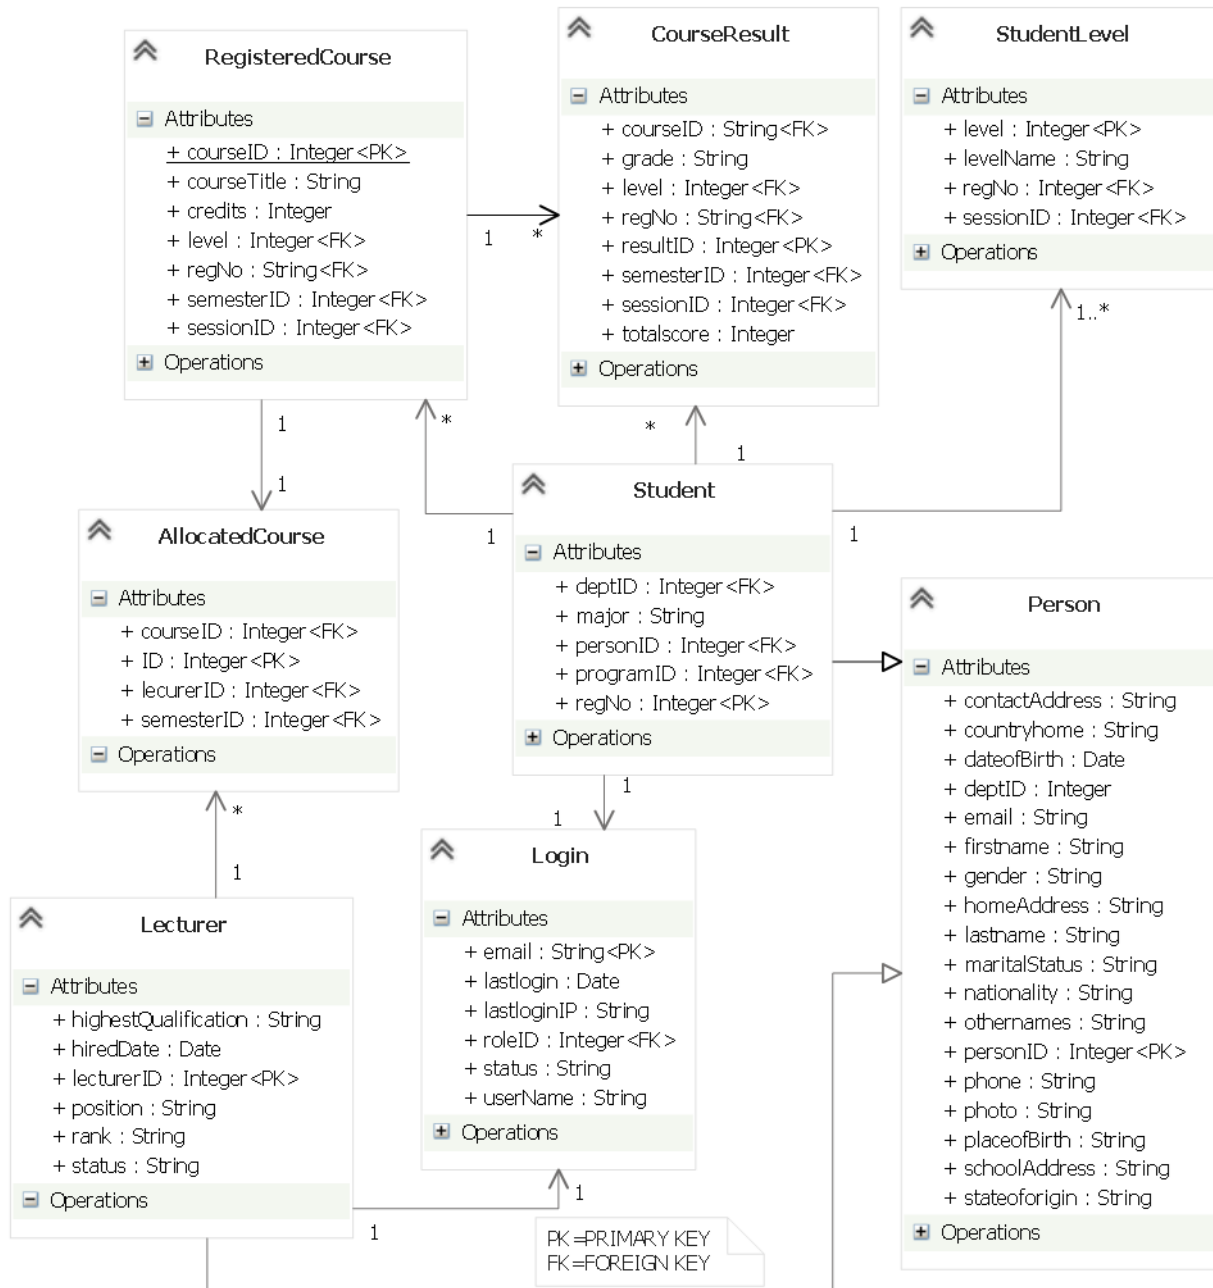 RegisteredCourse
Attributes
+ courseID : Integer<PK>
+ courseTitle : String
+ credits : Integer
+ level : Integer<FK>
+ regNo : String<FK>
+ semesterID : Integer<FK>
+ sessionID : Integer<FK>
Operations
1
*
CourseResult
Attributes
+ courseID : String<FK>
+ grade : String
+ level : Integer<FK>
+ regNo : String<FK>
+ resultID : Integer<PK>
+ semesterID : Integer<FK>
+ sessionID : Integer<FK>
+ totalscore : Integer
Operations
StudentLevel
Attributes
+ level : Integer<PK>
+ levelName : String
+ regNo : Integer<FK>
+ sessionID : Integer<FK>
Operations
1..*
1
1
*
*
1
1
1
AllocatedCourse
Attributes
+ courseID : Integer<FK>
+ ID : Integer<PK>
+ lecurerID : Integer<FK>
+ semesterID : Integer<FK>
Operations
Student
Attributes
+ deptID : Integer<FK>
+ major : String
+ personID : Integer<FK>
+ programID : Integer<FK>
+ regNo : Integer<PK>
Operations
1
1
Person
Attributes
+ contactAddress : String
+ countryhome : String
+ dateofBirth : Date
+ deptID : Integer
+ email : String
+ firstname : String
+ gender : String
+ homeAddress : String
+ lastname : String
+ maritalStatus : String
+ nationality : String
+ othernames : String
+ personID : Integer<PK>
+ phone : String
+ photo : String
+ placeofBirth : String
+ schoolAddress : String
+ stateoforigin : String
Operations
*
1
Lecturer
Attributes
+ highestQualification : String
+ hiredDate : Date
+ lecturerID : Integer<PK>
+ position : String
+ rank : String
+ status : String
Operations
Login
Attributes
+ email : String<PK>
+ lastlogin : Date
+ lastloginIP : String
+ roleID : Integer<FK>
+ status : String
+ userName : String
Operations
1
1
PK=PRIMARY KEY
FK=FOREIGN KEY